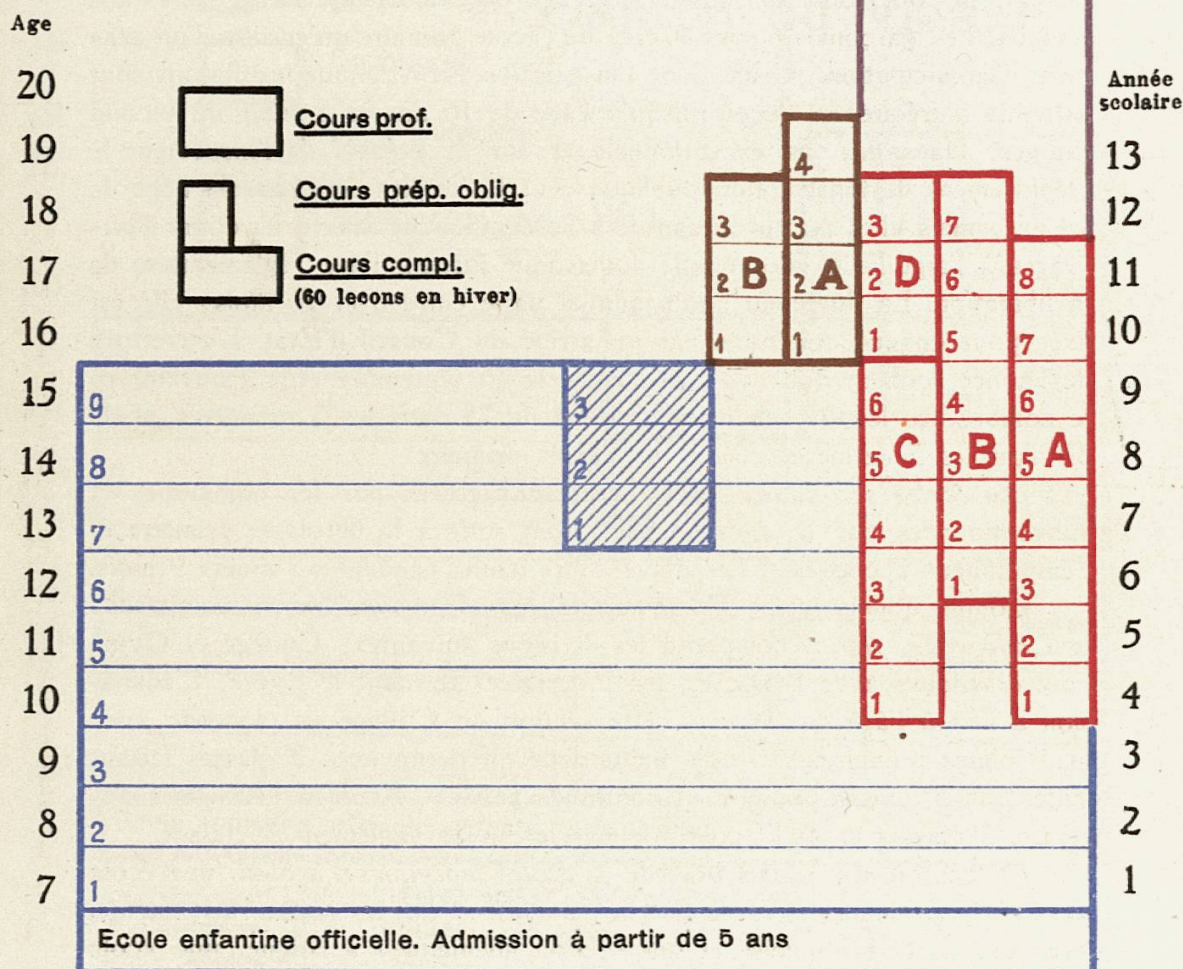 Age
Année
scolaire
20
Cours prof.
19 4 13
Cours prép. oblig.
18 3 3 3 7 12
Cours compl.
(60 lecons en hiver)
17 2 B 2 A 2 D 6 8 11
16 1 1 1 5 7 10
15 9 3 6 4 6 9
14 8 2 5 C 3 B 5 A 8
13 7 1 4 2 4 7
12 6 3 1 3 6
11 5 2 2 5
10 4 1 1 4
9 3 3
8 2 2
7 1 1
Ecole enfantine officielle. Admission à partir de 5 ans